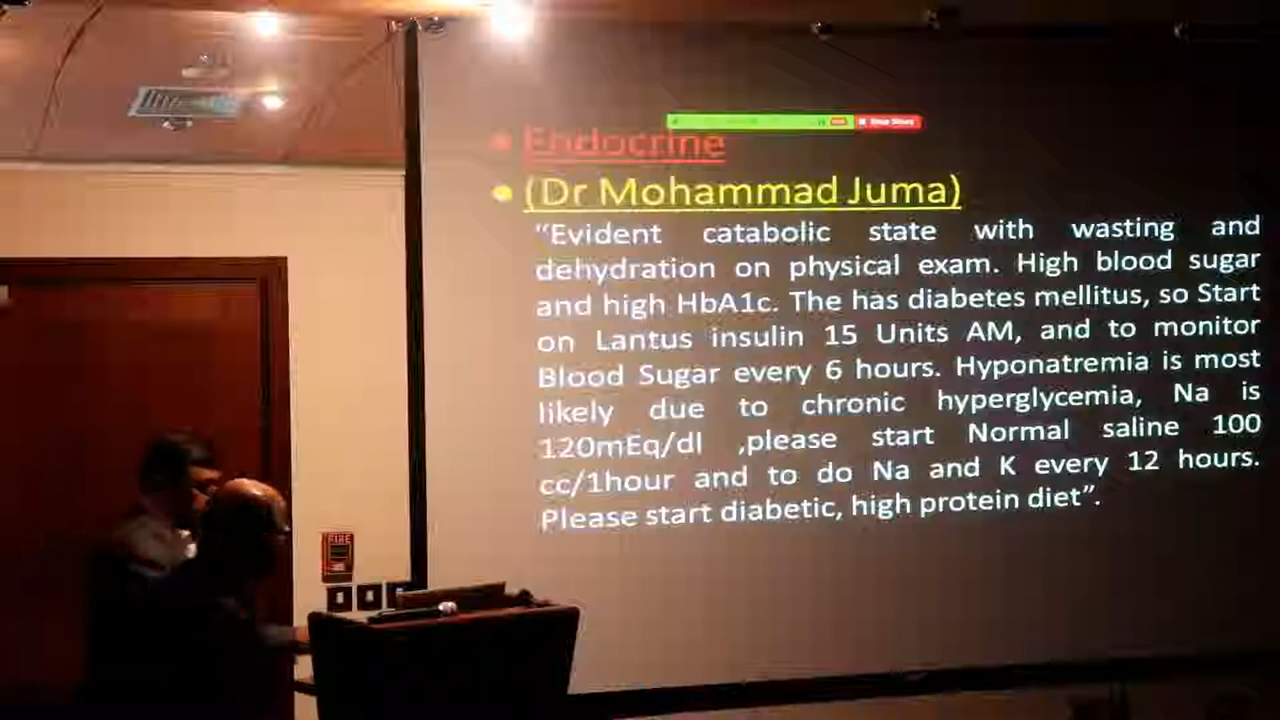 Stop Share
• Endocrine
• (Dr Mohammad Juma)
“Evident catabolic state with wasting and
dehydration on physical exam. High blood sugar
and high HbA1c. The has diabetes mellitus, so Start
on Lantus insulin 15 Units AM, and to monitor
Blood Sugar every 6 hours. Hyponatremia is most
likely due to chronic hyperglycemia, Na is
120mEq/dl ,please start Normal saline 100
cc/1hour and to do Na and K every 12 hours.
Please start diabetic, high protein diet”.
FIRE